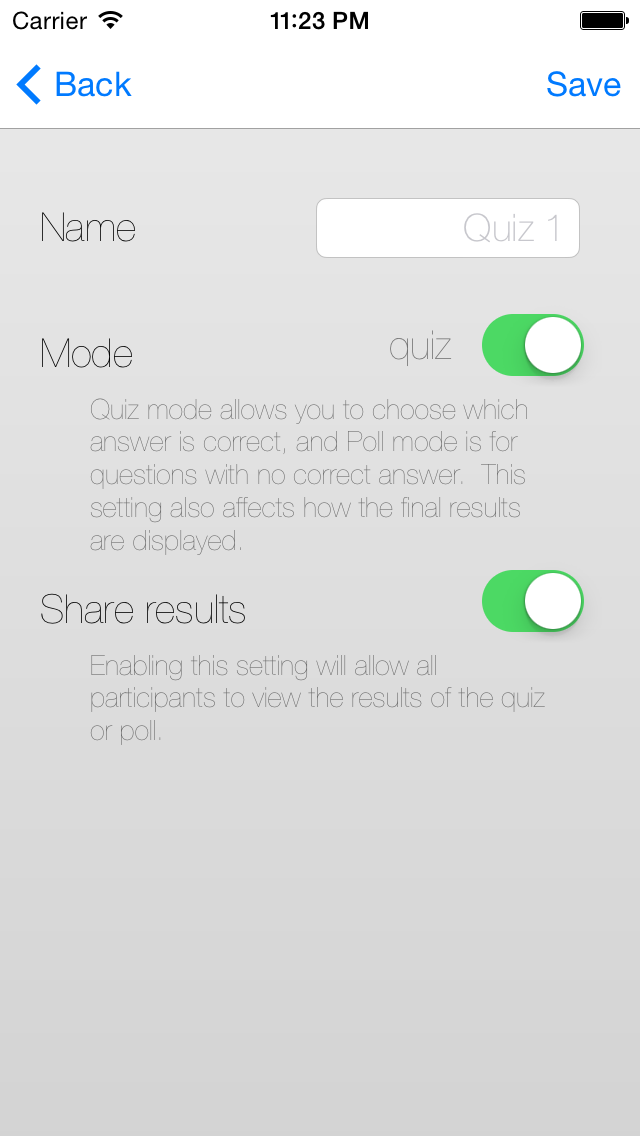 Carrier 11:23 PM
Back Save
Name Quiz 1
Mode quiz
Quiz mode allows you to choose which
answer is correct, and Poll mode is for
questions with no correct answer.  This
setting also affects how the final results
are displayed.
Share results
Enabling this setting will allow all
participants to view the results of the quiz
or poll.